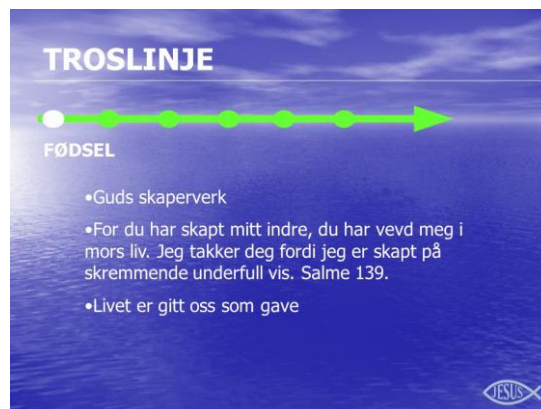 TROSLINJE
FØDSEL
•Guds skaperverk
•For du har skapt mitt indre, du har vevd meg i
mors liv. Jeg takker deg fordi jeg er skapt på
skremmende underfull vis. Salme 139.
•Livet er gitt oss som gave
JESUS